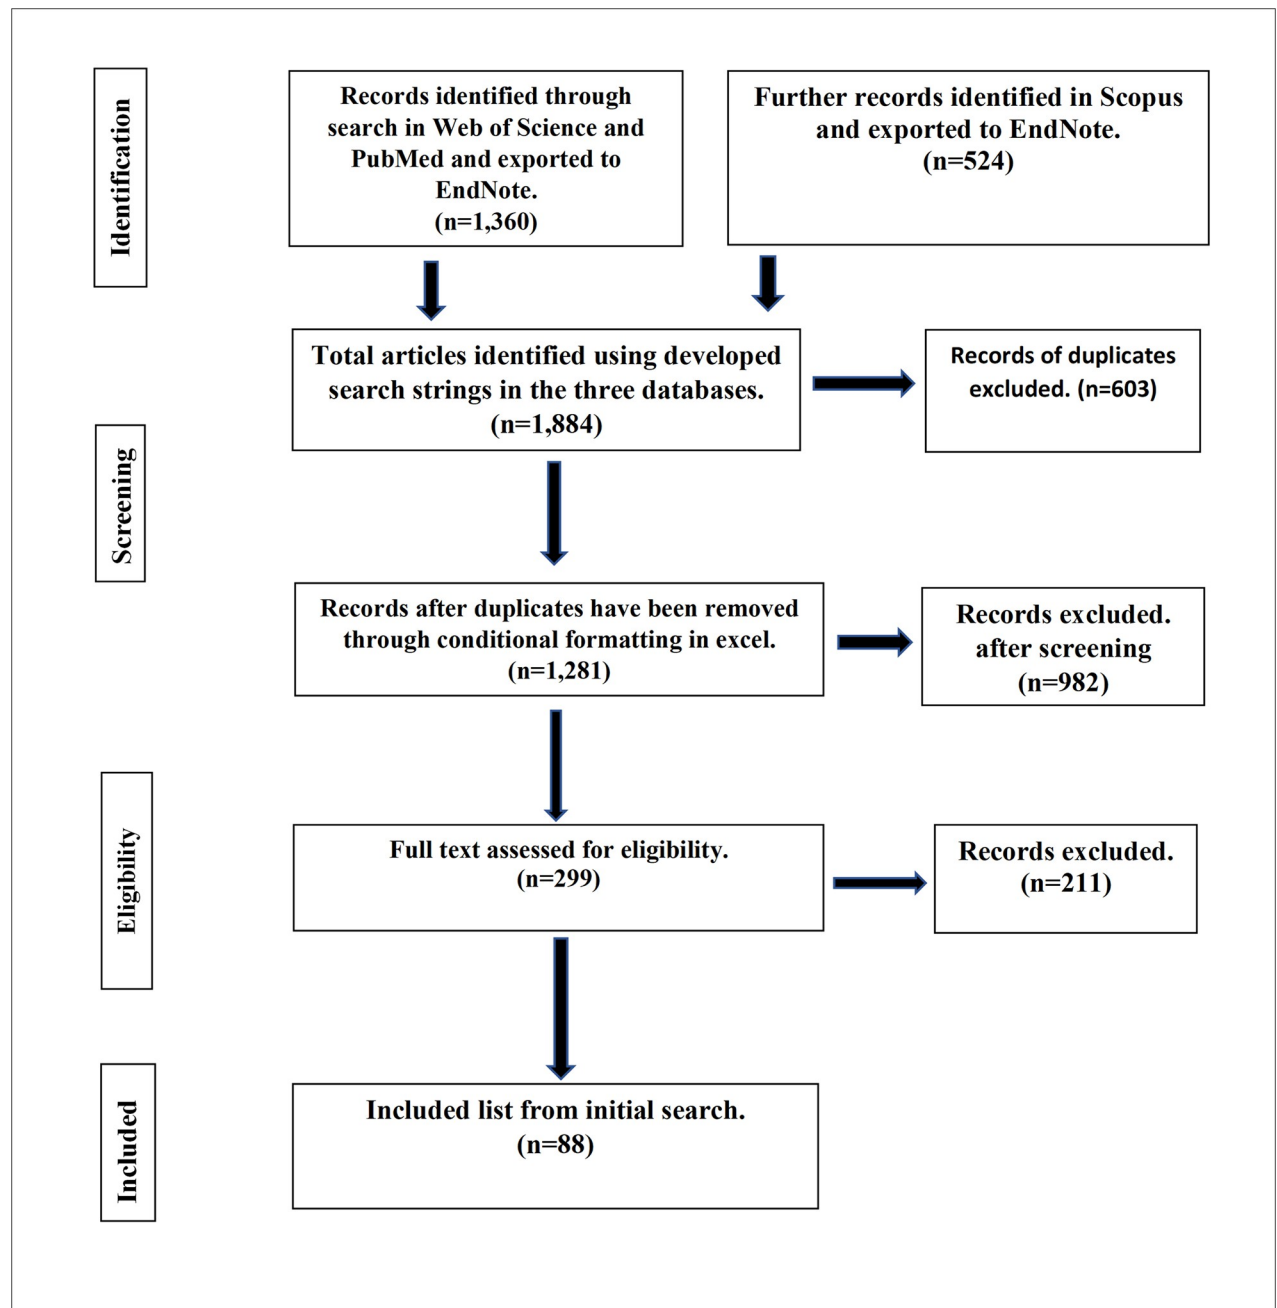 Identification
Records identified through
search in Web of Science and
PubMed and exported to
EndNote.
(n=1,360)
Further records identified in Scopus
and exported to EndNote.
(n=524)
Total articles identified using developed
search strings in the three databases.
(n=1,884)
Records of duplicates
excluded. (n=603)
Screening
Records after duplicates have been removed
through conditional formatting in excel.
(n=1,281)
Records excluded.
after screening
(n=982)
Eligibility
Full text assessed for eligibility.
(n=299)
Records excluded.
(n=211)
Included
Included list from initial search.
(n=88)